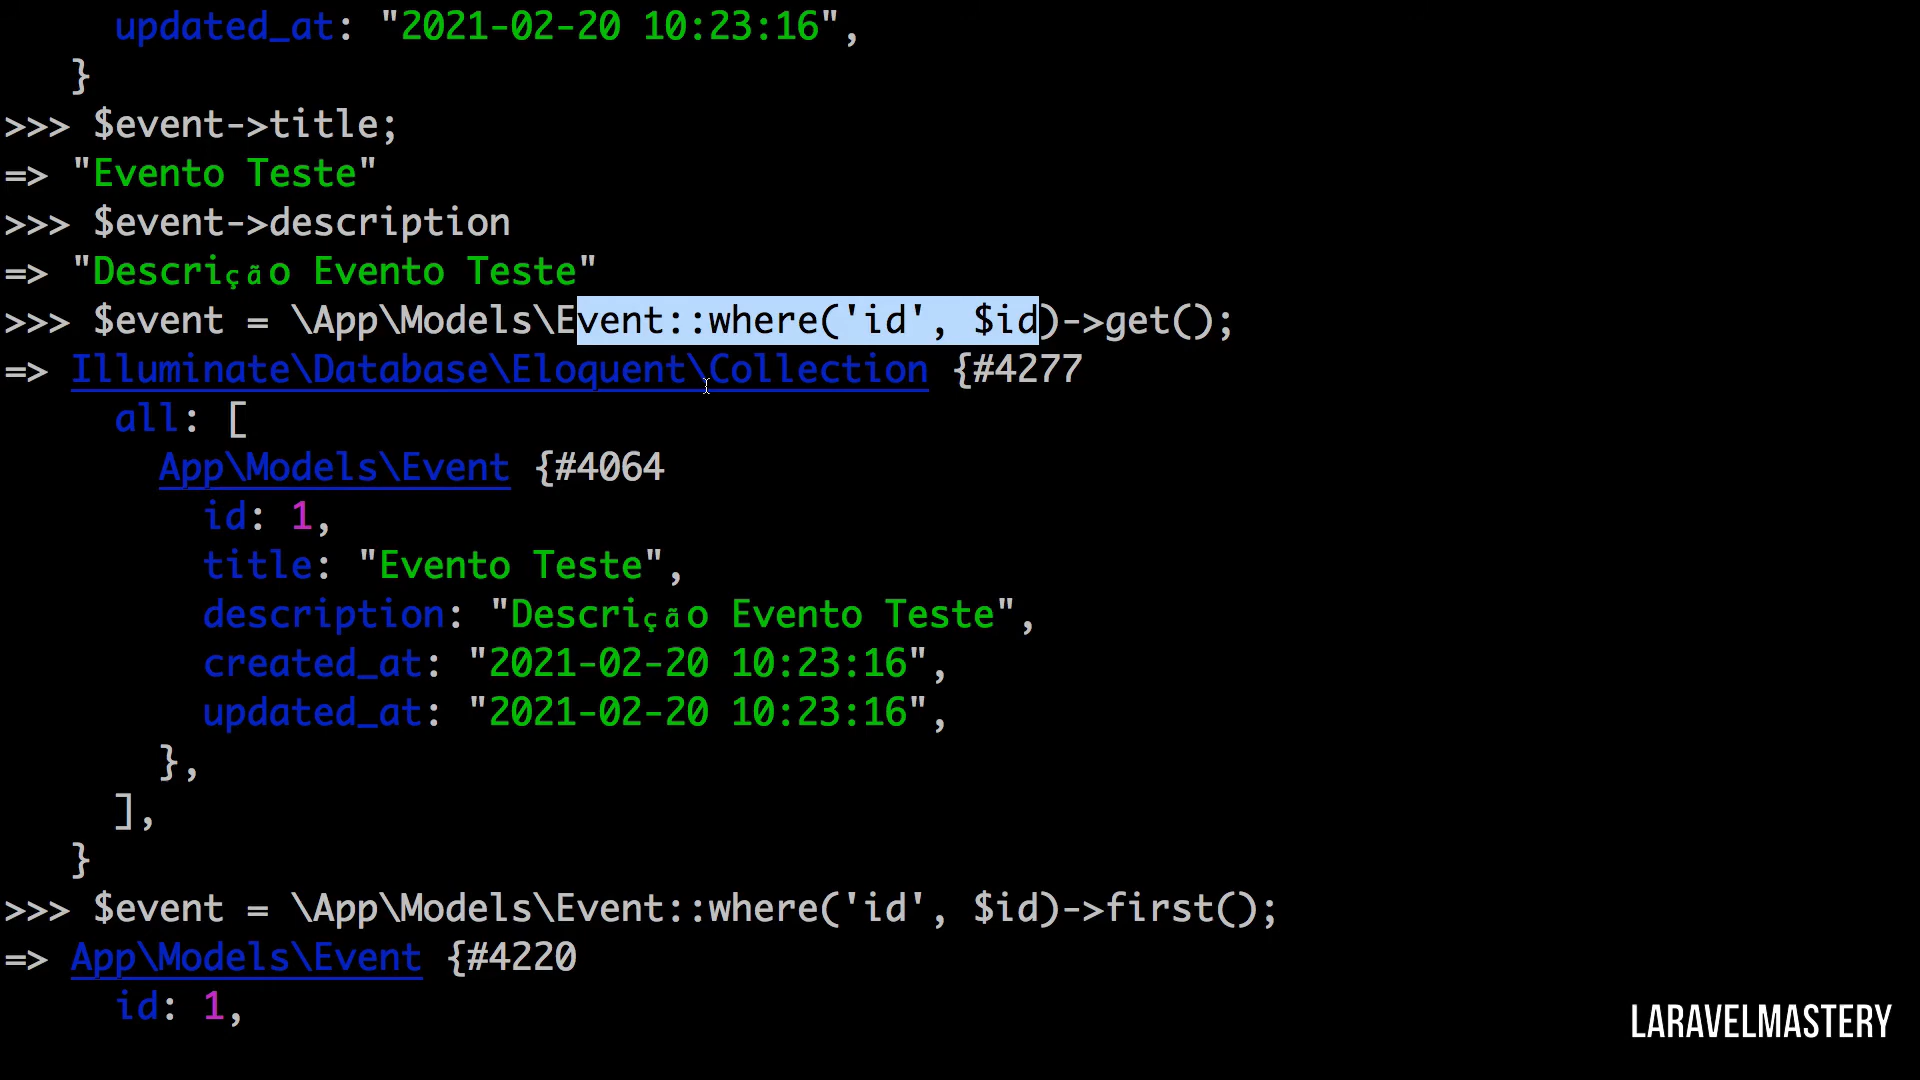 updated_at: "2021-02-20 10:23:16",
}
>>> $event->title;
=> "Evento Teste"
>>> $event->description
=> "Descrição Evento Teste"
>>> $event = \App\Models\Event::where('id', $id)->get();
=> Illuminate\Database\Eloquent\Collection {#4277
all: [
App\Models\Event {#4064
id: 1,
title: "Evento Teste",
description: "Descrição Evento Teste",
created_at: "2021-02-20 10:23:16",
updated_at: "2021-02-20 10:23:16",
},
],
}
>>> $event = \App\Models\Event::where('id', $id)->first();
=> App\Models\Event {#4220
id: 1,
LARAVELMASTERY